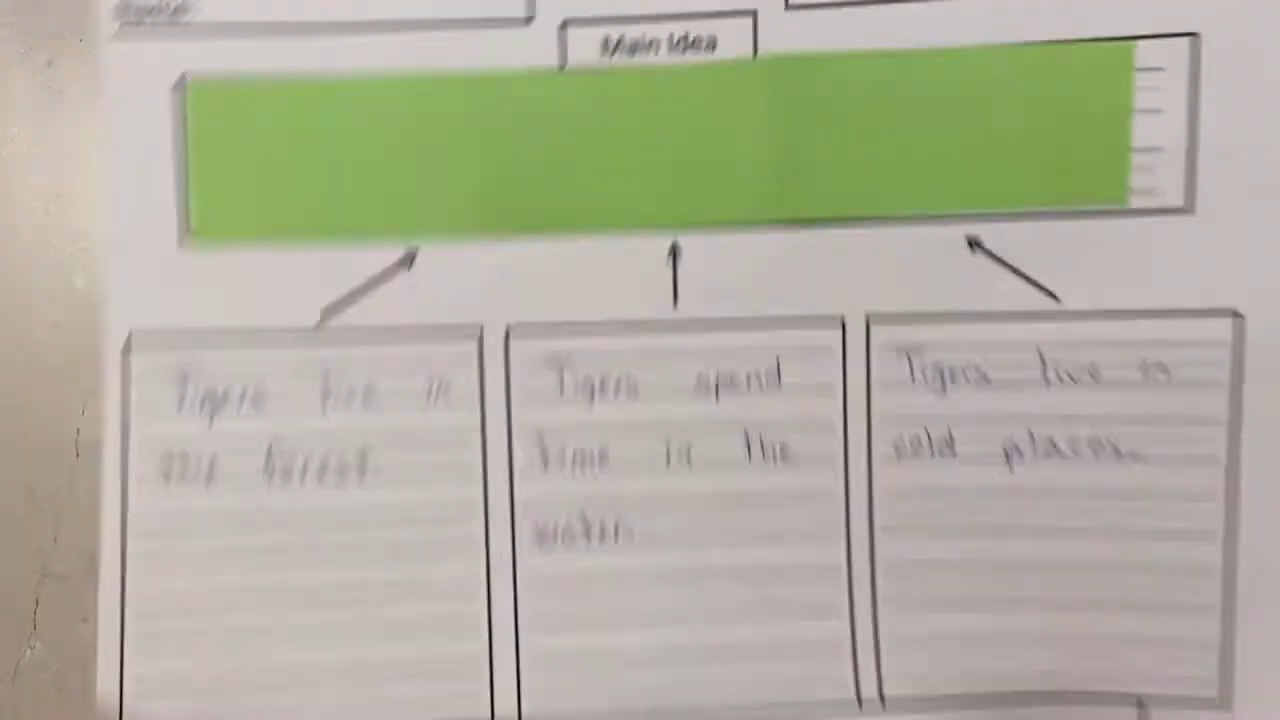 Main Idea
Tigers live in
the forest
Tigers spend
time in the
water.
Tigers live in
cold places.